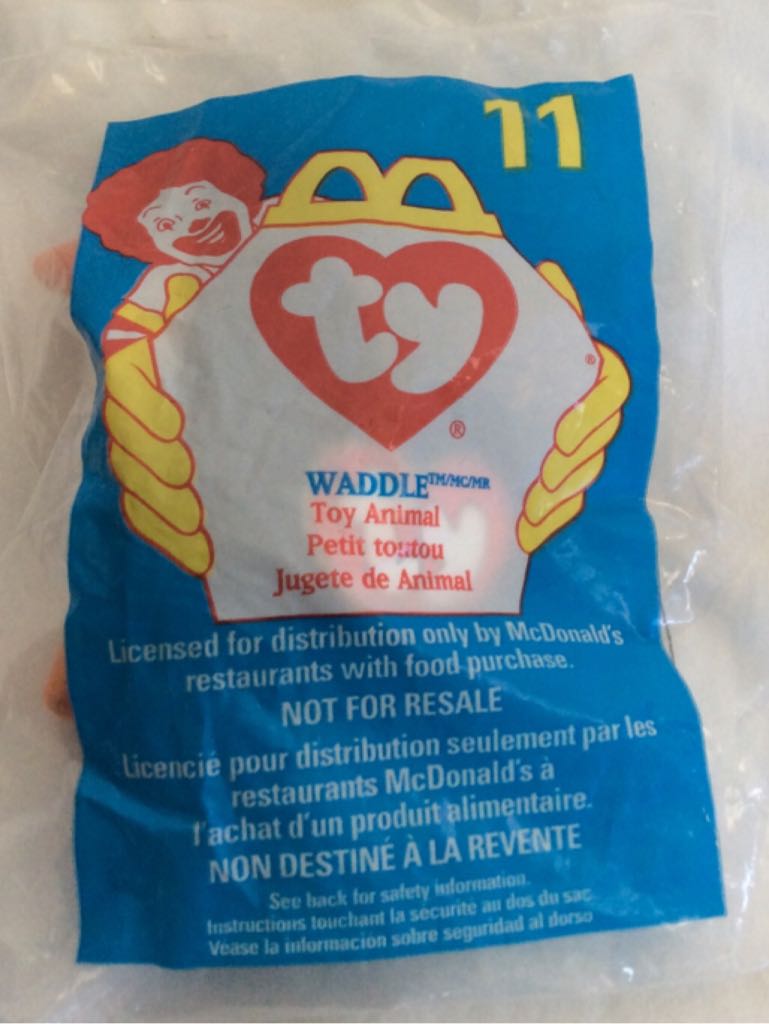 11
ty®
®
WADDLE™/MC/MR
Toy Animal
Petit toutou
Jugete de Animal
Licensed for distribution only by McDonald's
restaurants with food purchase.
NOT FOR RESALE
Licencié pour distribution seulement par les
restaurants McDonald's à
l'achat d'un produit alimentaire.
NON DESTINÉ À LA REVENTE
See back for safety information.
Instructions touchant la sécurité au dos du sac
Vease la información sobre seguridad al dorso